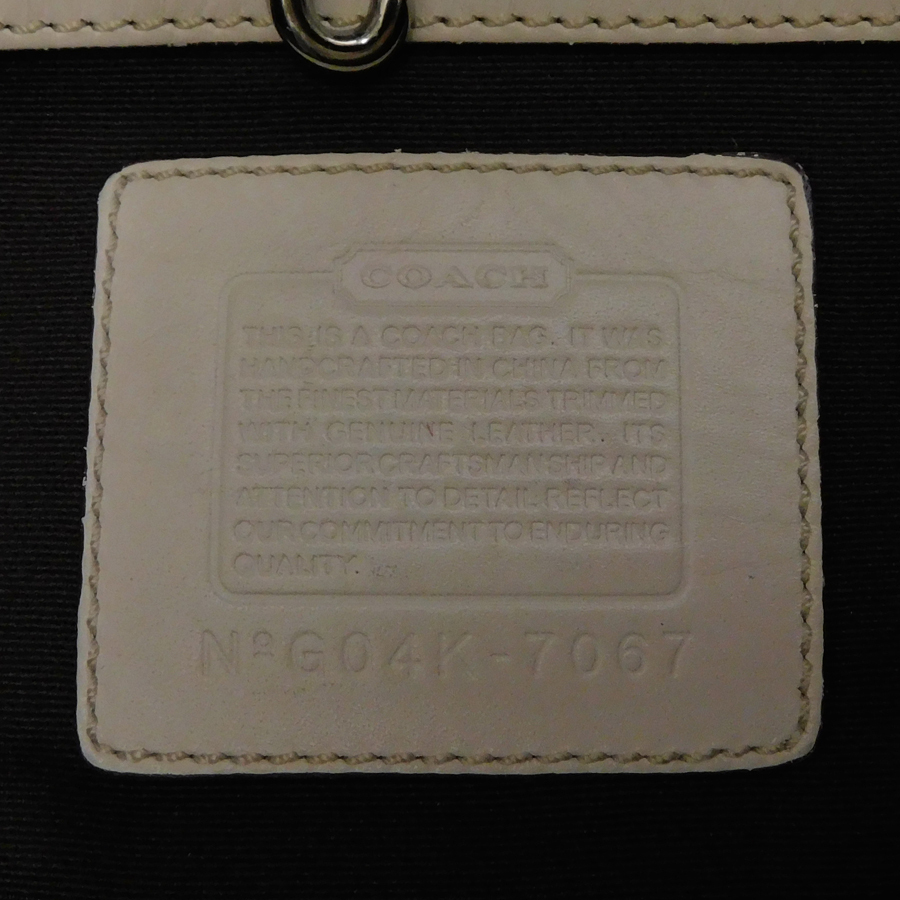 COACH
THIS IS A COACH BAG. IT WAS
HANDCRAFTED IN CHINA FROM
THE FINEST MATERIALS TRIMMED
WITH GENUINE LEATHER. ITS
SUPERIOR CRAFTSMANSHIP AND
ATTENTION TO DETAIL REFLECT
OUR COMMITMENT TO ENDURING
QUALITY.
Nº G04K-7067